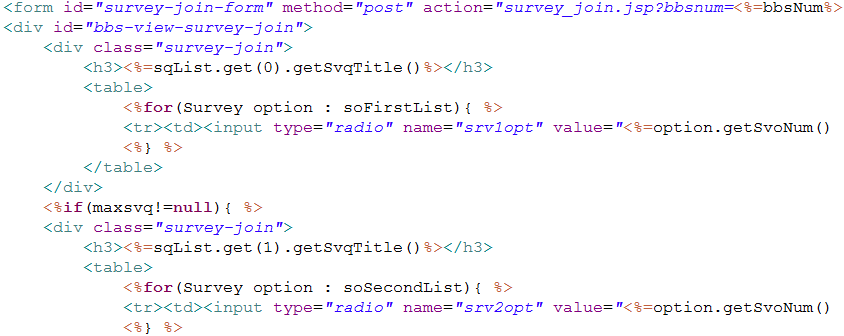 <form id="survey-join-form" method="post" action="survey_join.jsp?bbsnum=<%=bbsNum%>
<div id="bbs-view-survey-join">
    <div class="survey-join">
        <h3><%=sqList.get(0).getSvqTitle()%></h3>
        <table>
            <%for(Survey option : soFirstList){ %>
            <tr><td><input type="radio" name="srv1opt" value="<%=option.getSvoNum()
            <%} %>
        </table>
    </div>
    <%if(maxsvq!=null){ %>
    <div class="survey-join">
        <h3><%=sqList.get(1).getSvqTitle()%></h3>
        <table>
            <%for(Survey option : soSecondList){ %>
            <tr><td><input type="radio" name="srv2opt" value="<%=option.getSvoNum()
            <%} %>